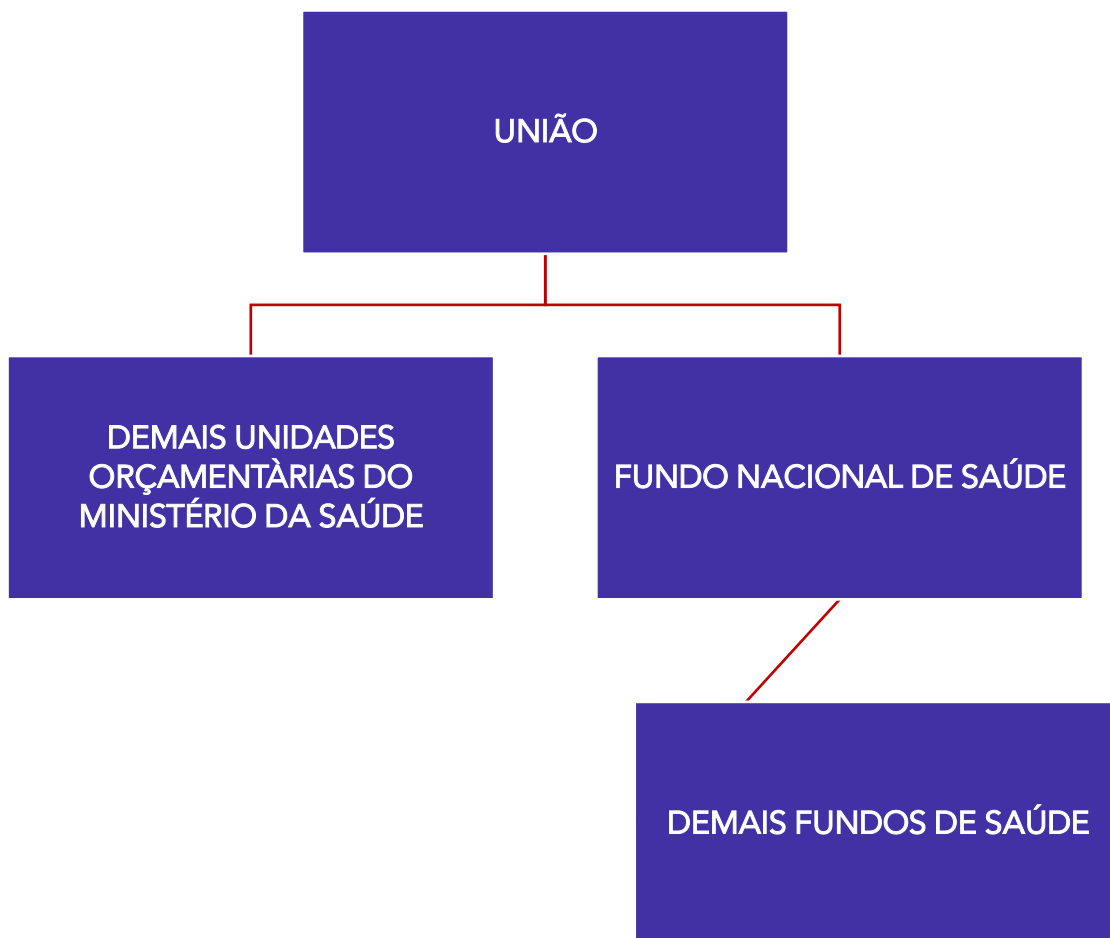 UNIÃO
DEMAIS UNIDADES
ORÇAMENTÀRIAS DO
MINISTÉRIO DA SAÚDE
FUNDO NACIONAL DE SAÚDE
DEMAIS FUNDOS DE SAÚDE